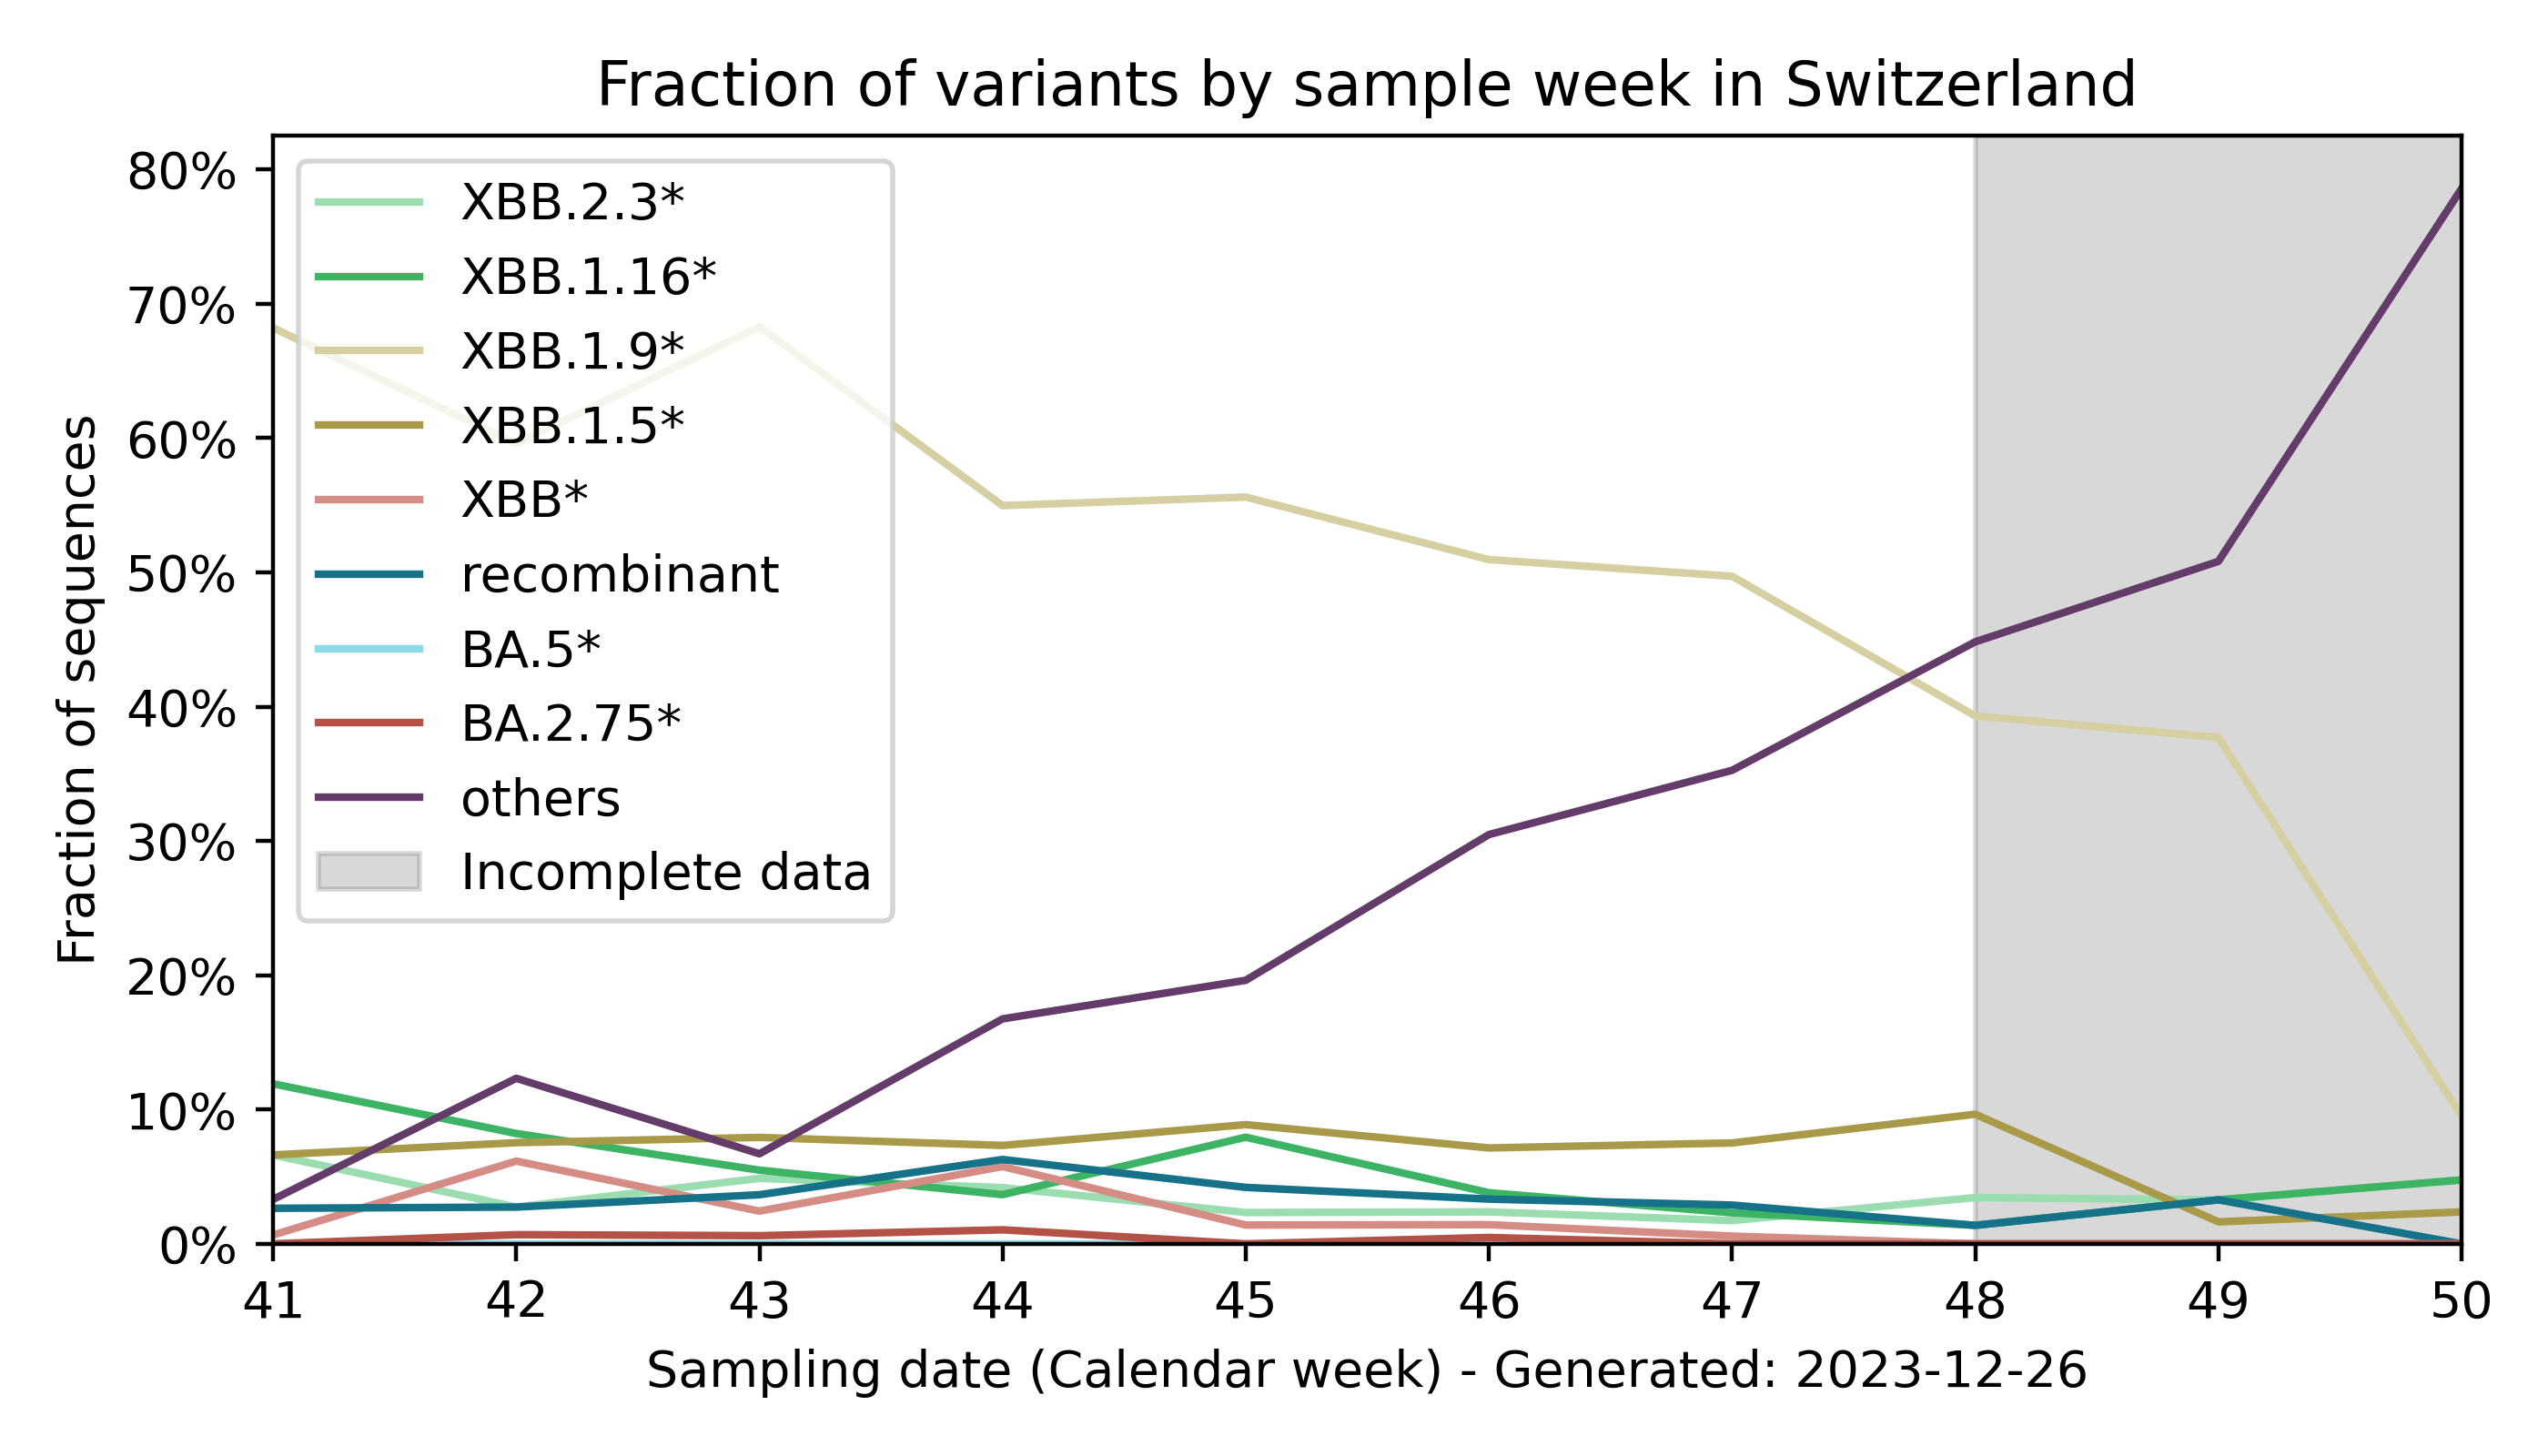 Fraction of variants by sample week in Switzerland
80%
70%
60%
50%
40%
30%
20%
10%
0%
Fraction of sequences
XBB.2.3*
XBB.1.16*
XBB.1.9*
XBB.1.5*
XBB*
recombinant
BA.5*
BA.2.75*
others
Incomplete data
41 42 43 44 45 46 47 48 49 50
Sampling date (Calendar week) - Generated: 2023-12-26